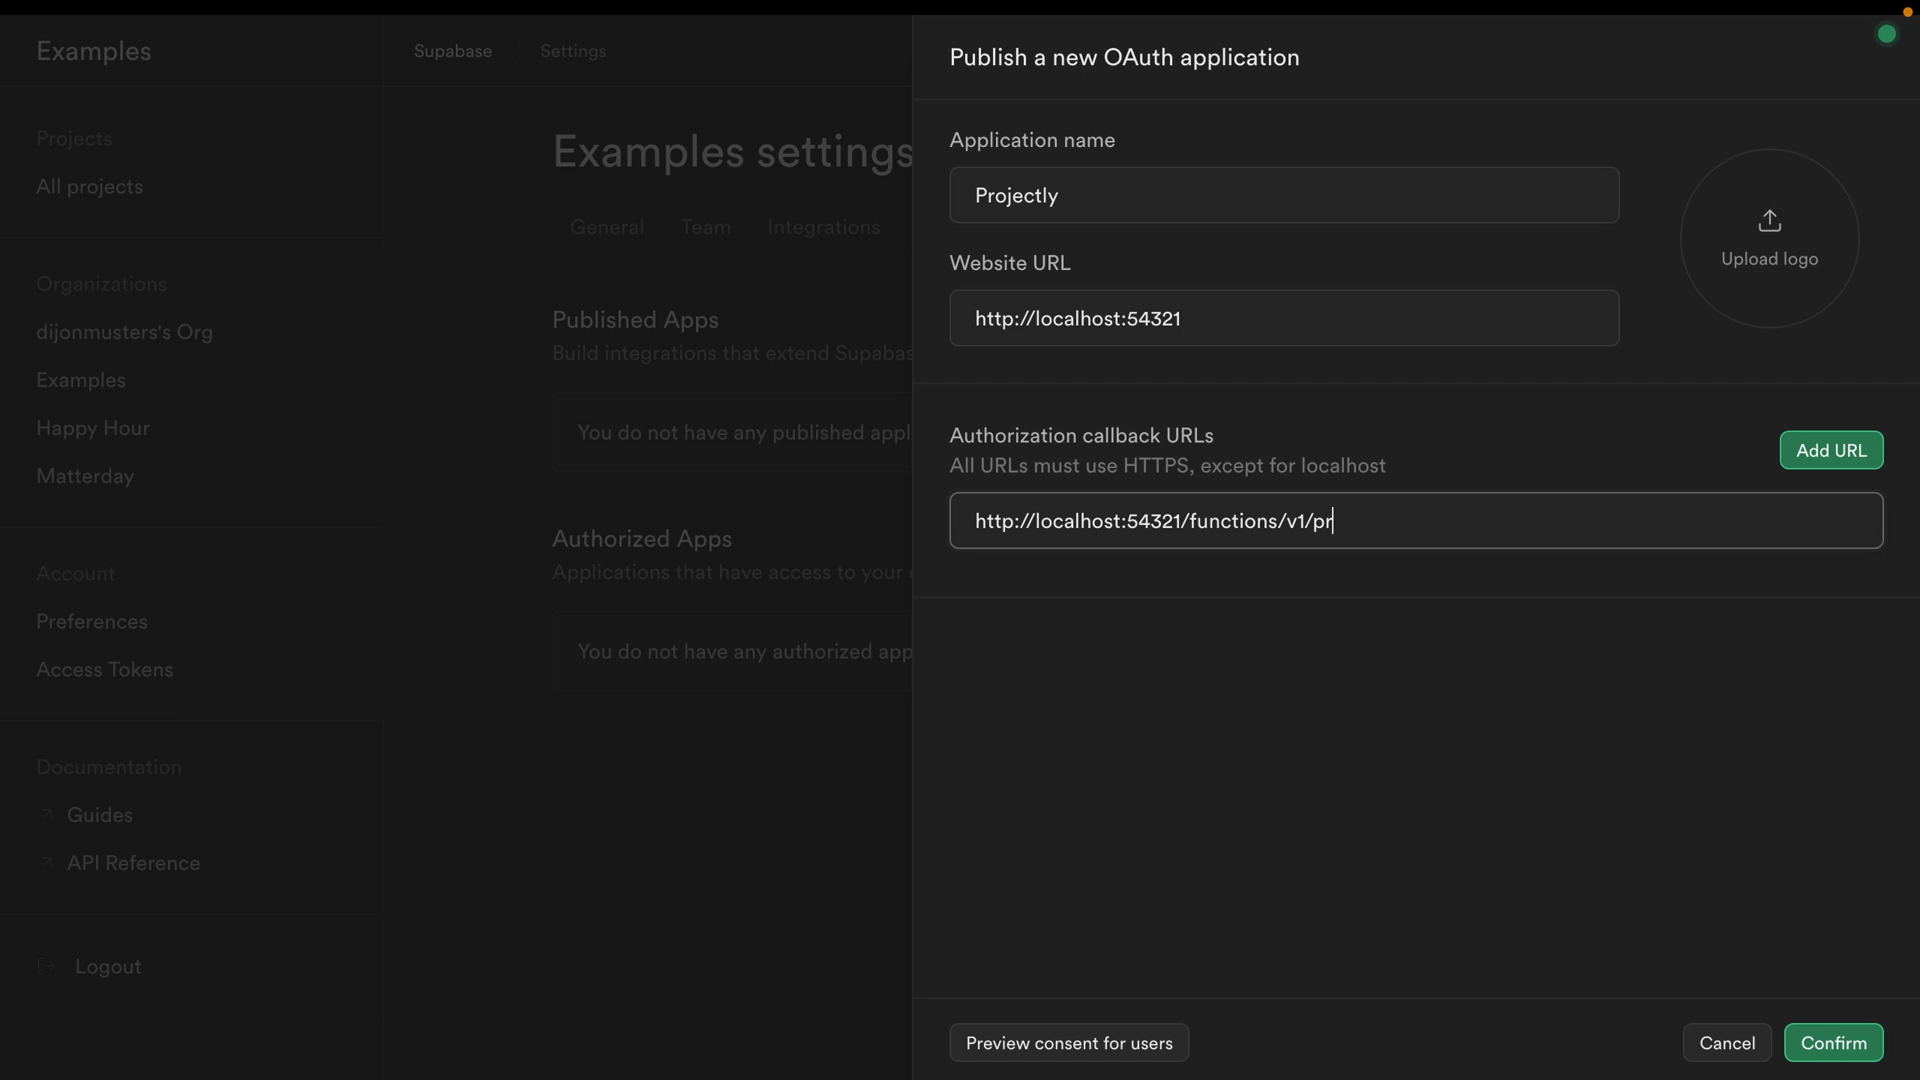 Examples
Projects
All projects
Organizations
dijonmusters's Org
Examples
Happy Hour
Matterday
Account
Preferences
Access Tokens
Documentation
Guides
API Reference
Logout
Supabase / Settings
Examples settings
General Team Integrations
Published Apps
Build integrations that extend Supabas
You do not have any published appl
Authorized Apps
Applications that have access to your
You do not have any authorized app
Publish a new OAuth application
Application name
Projectly
Upload logo
Website URL
http://localhost:54321
Authorization callback URLs
All URLs must use HTTPS, except for localhost
Add URL
http://localhost:54321/functions/v1/pr
Preview consent for users
Cancel
Confirm